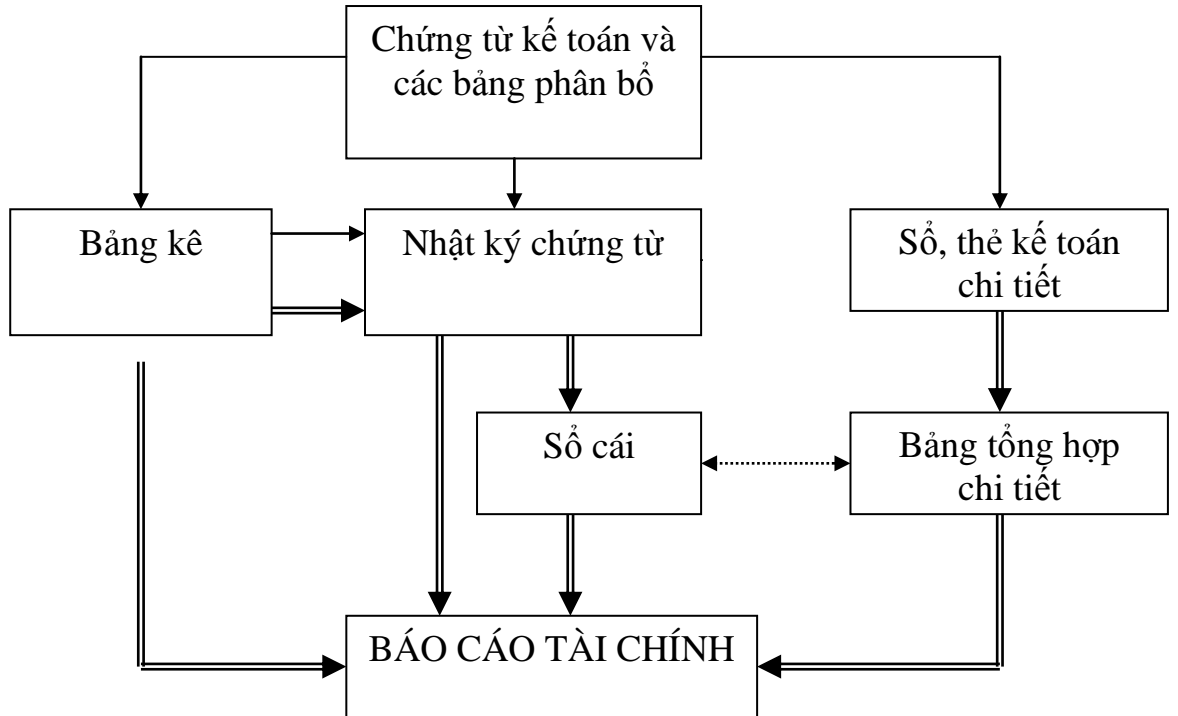 Chứng từ kế toán và
các bảng phân bổ
Bảng kê
Nhật ký chứng từ
Sổ, thẻ kế toán
chi tiết
Sổ cái
Bảng tổng hợp
chi tiết
BÁO CÁO TÀI CHÍNH